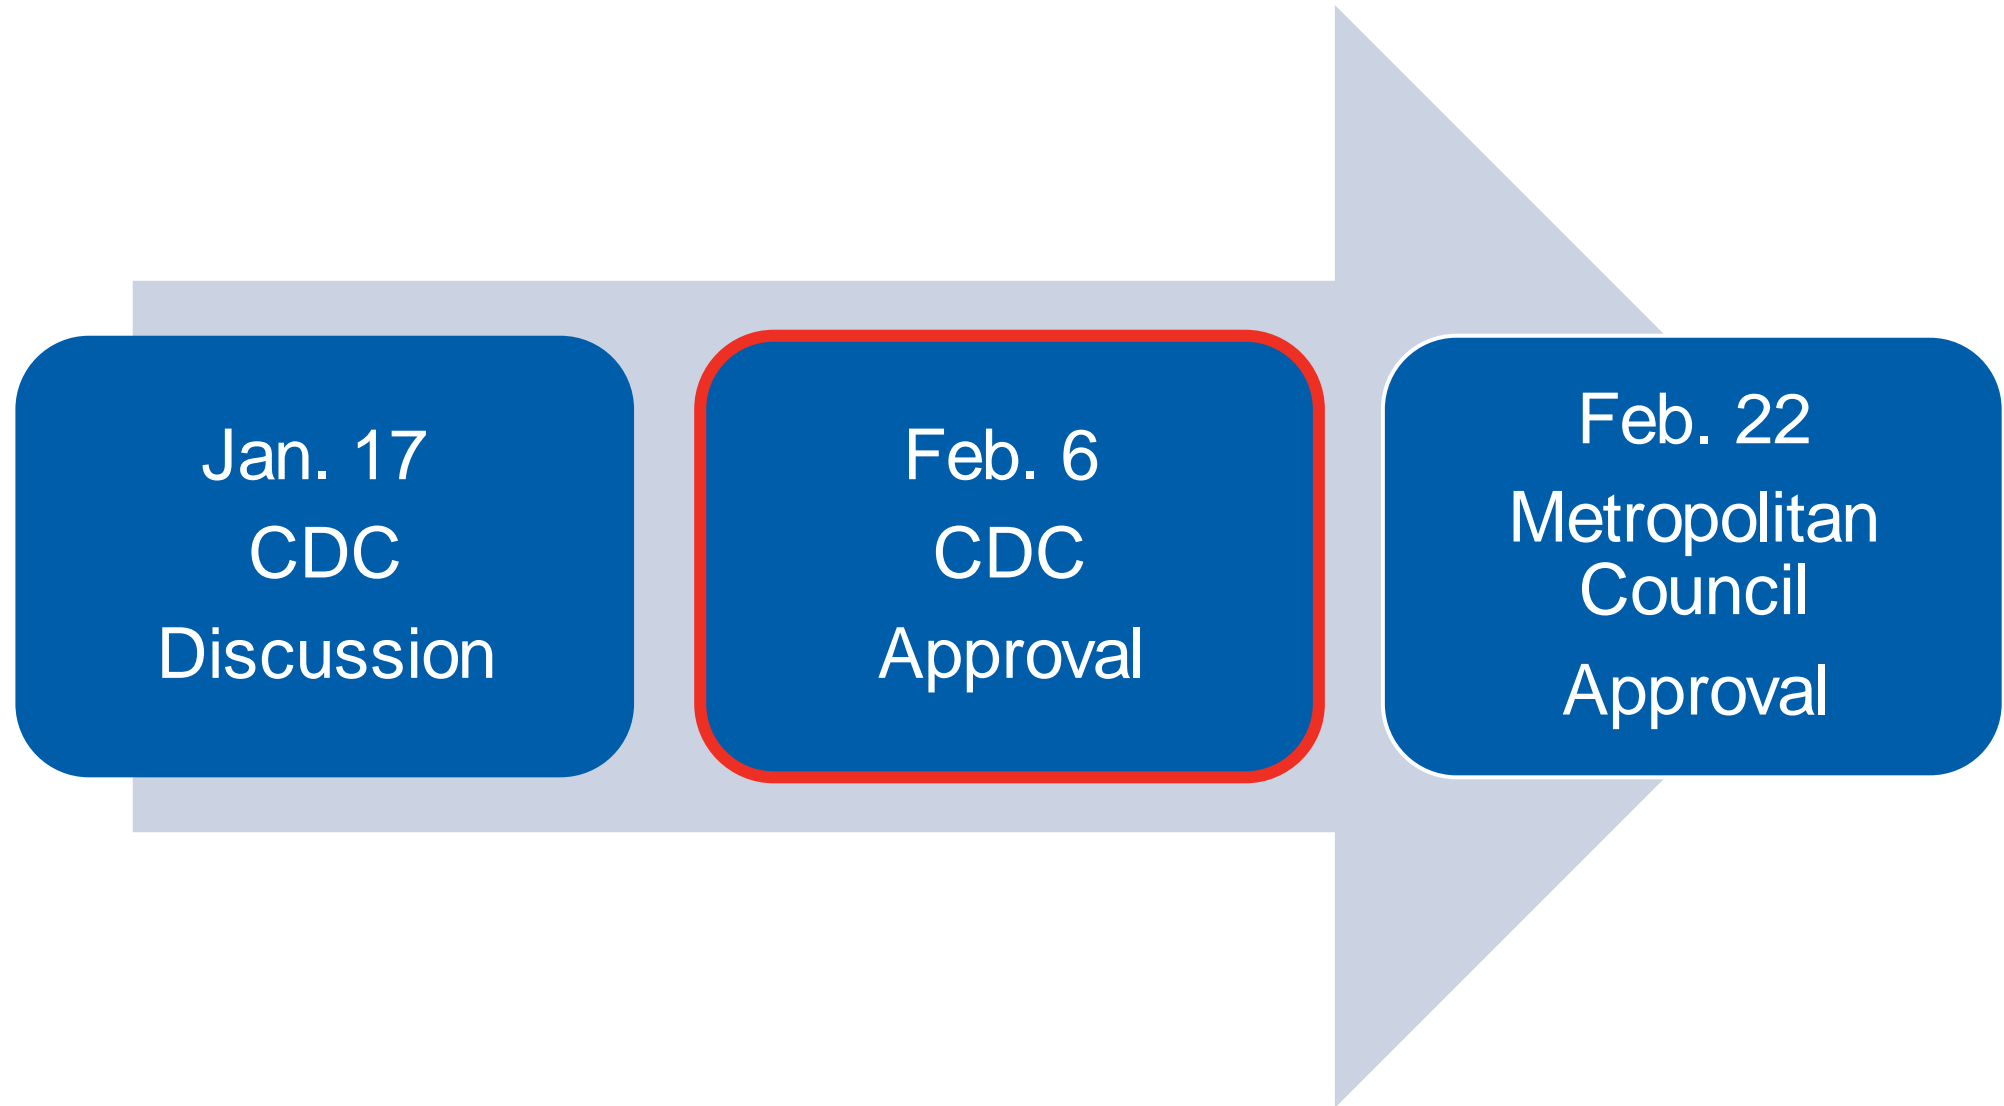 Jan. 17
CDC
Discussion
Feb. 6
CDC
Approval
Feb. 22
Metropolitan
Council
Approval